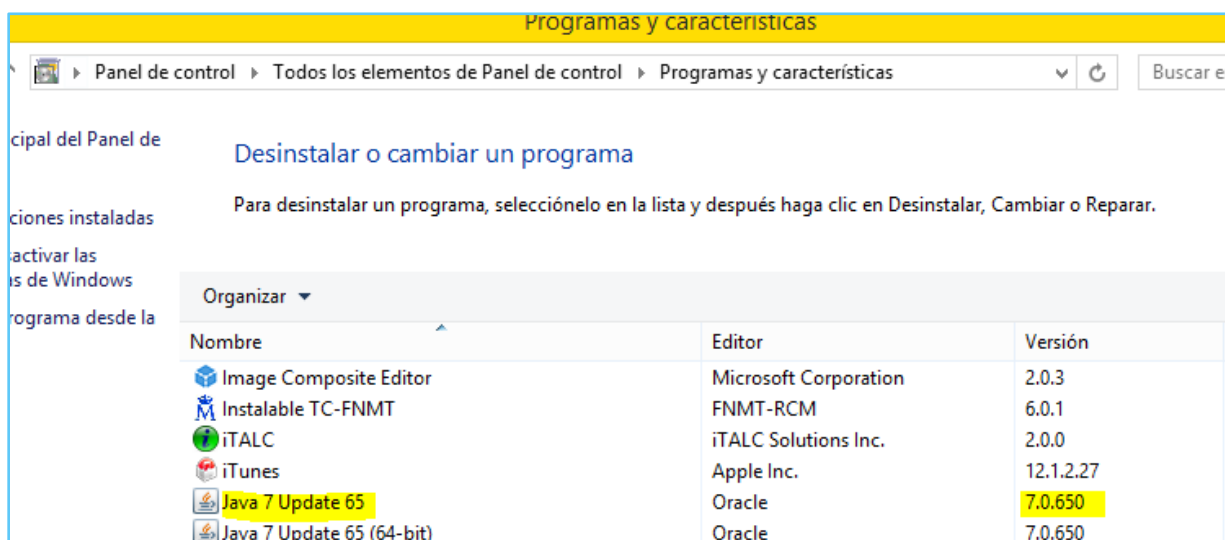 Programas y características
Panel de control Todos los elementos de Panel de control Programas y características
Buscar e
cipal del Panel de
Desinstalar o cambiar un programa
ciones instaladas
Para desinstalar un programa, selecciónelo en la lista y después haga clic en Desinstalar, Cambiar o Reparar.
activar las
s de Windows
rograma desde la
Organizar
Nombre Editor Versión
Image Composite Editor Microsoft Corporation 2.0.3
Instalable TC-FNMT FNMT-RCM 6.0.1
iTALC iTALC Solutions Inc. 2.0.0
iTunes Apple Inc. 12.1.2.27
Java 7 Update 65 Oracle 7.0.650
Java 7 Update 65 (64-bit) Oracle 7.0.650